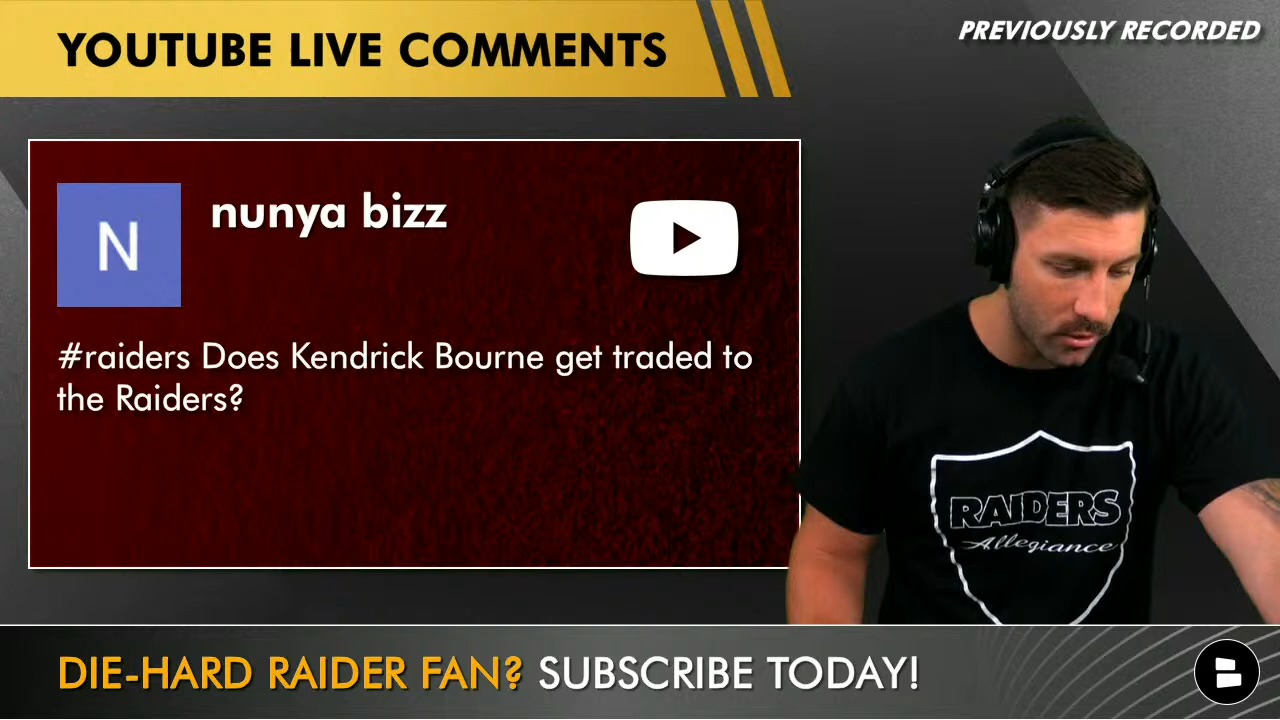 YOUTUBE LIVE COMMENTS
PREVIOUSLY RECORDED
N
nunya bizz
#raiders Does Kendrick Bourne get traded to
the Raiders?
RAIDERS
Allegiance
DIE-HARD RAIDER FAN? SUBSCRIBE TODAY!